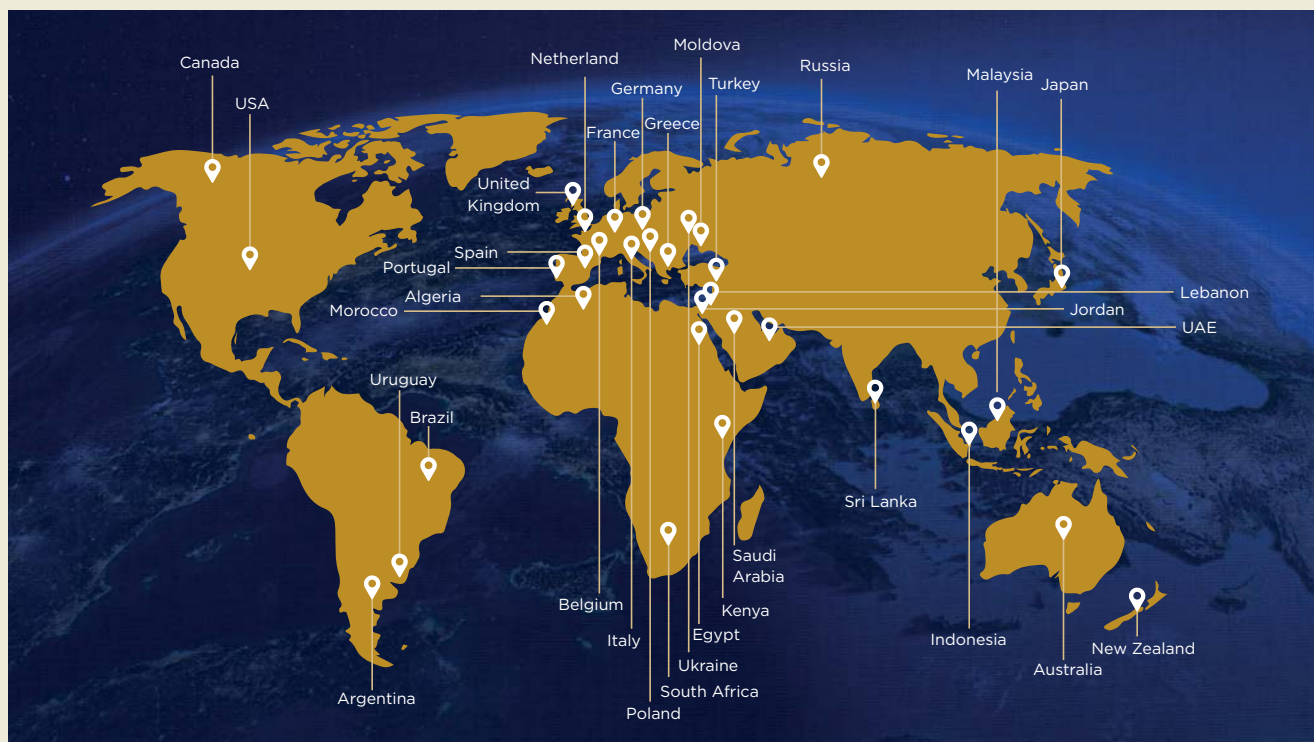 Moldova
Netherland
Canada
Russia
Malaysia
Turkey
Japan
Germany
USA
Greece
France
United
Kingdom
Spain
Portugal
Lebanon
Algeria
Jordan
Morocco
UAE
Uruguay
Brazil
Sri Lanka
Saudi
Arabia
Belgium
Kenya
Egypt
Italy
Indonesia
New Zealand
Ukraine
Australia
South Africa
Argentina
Poland